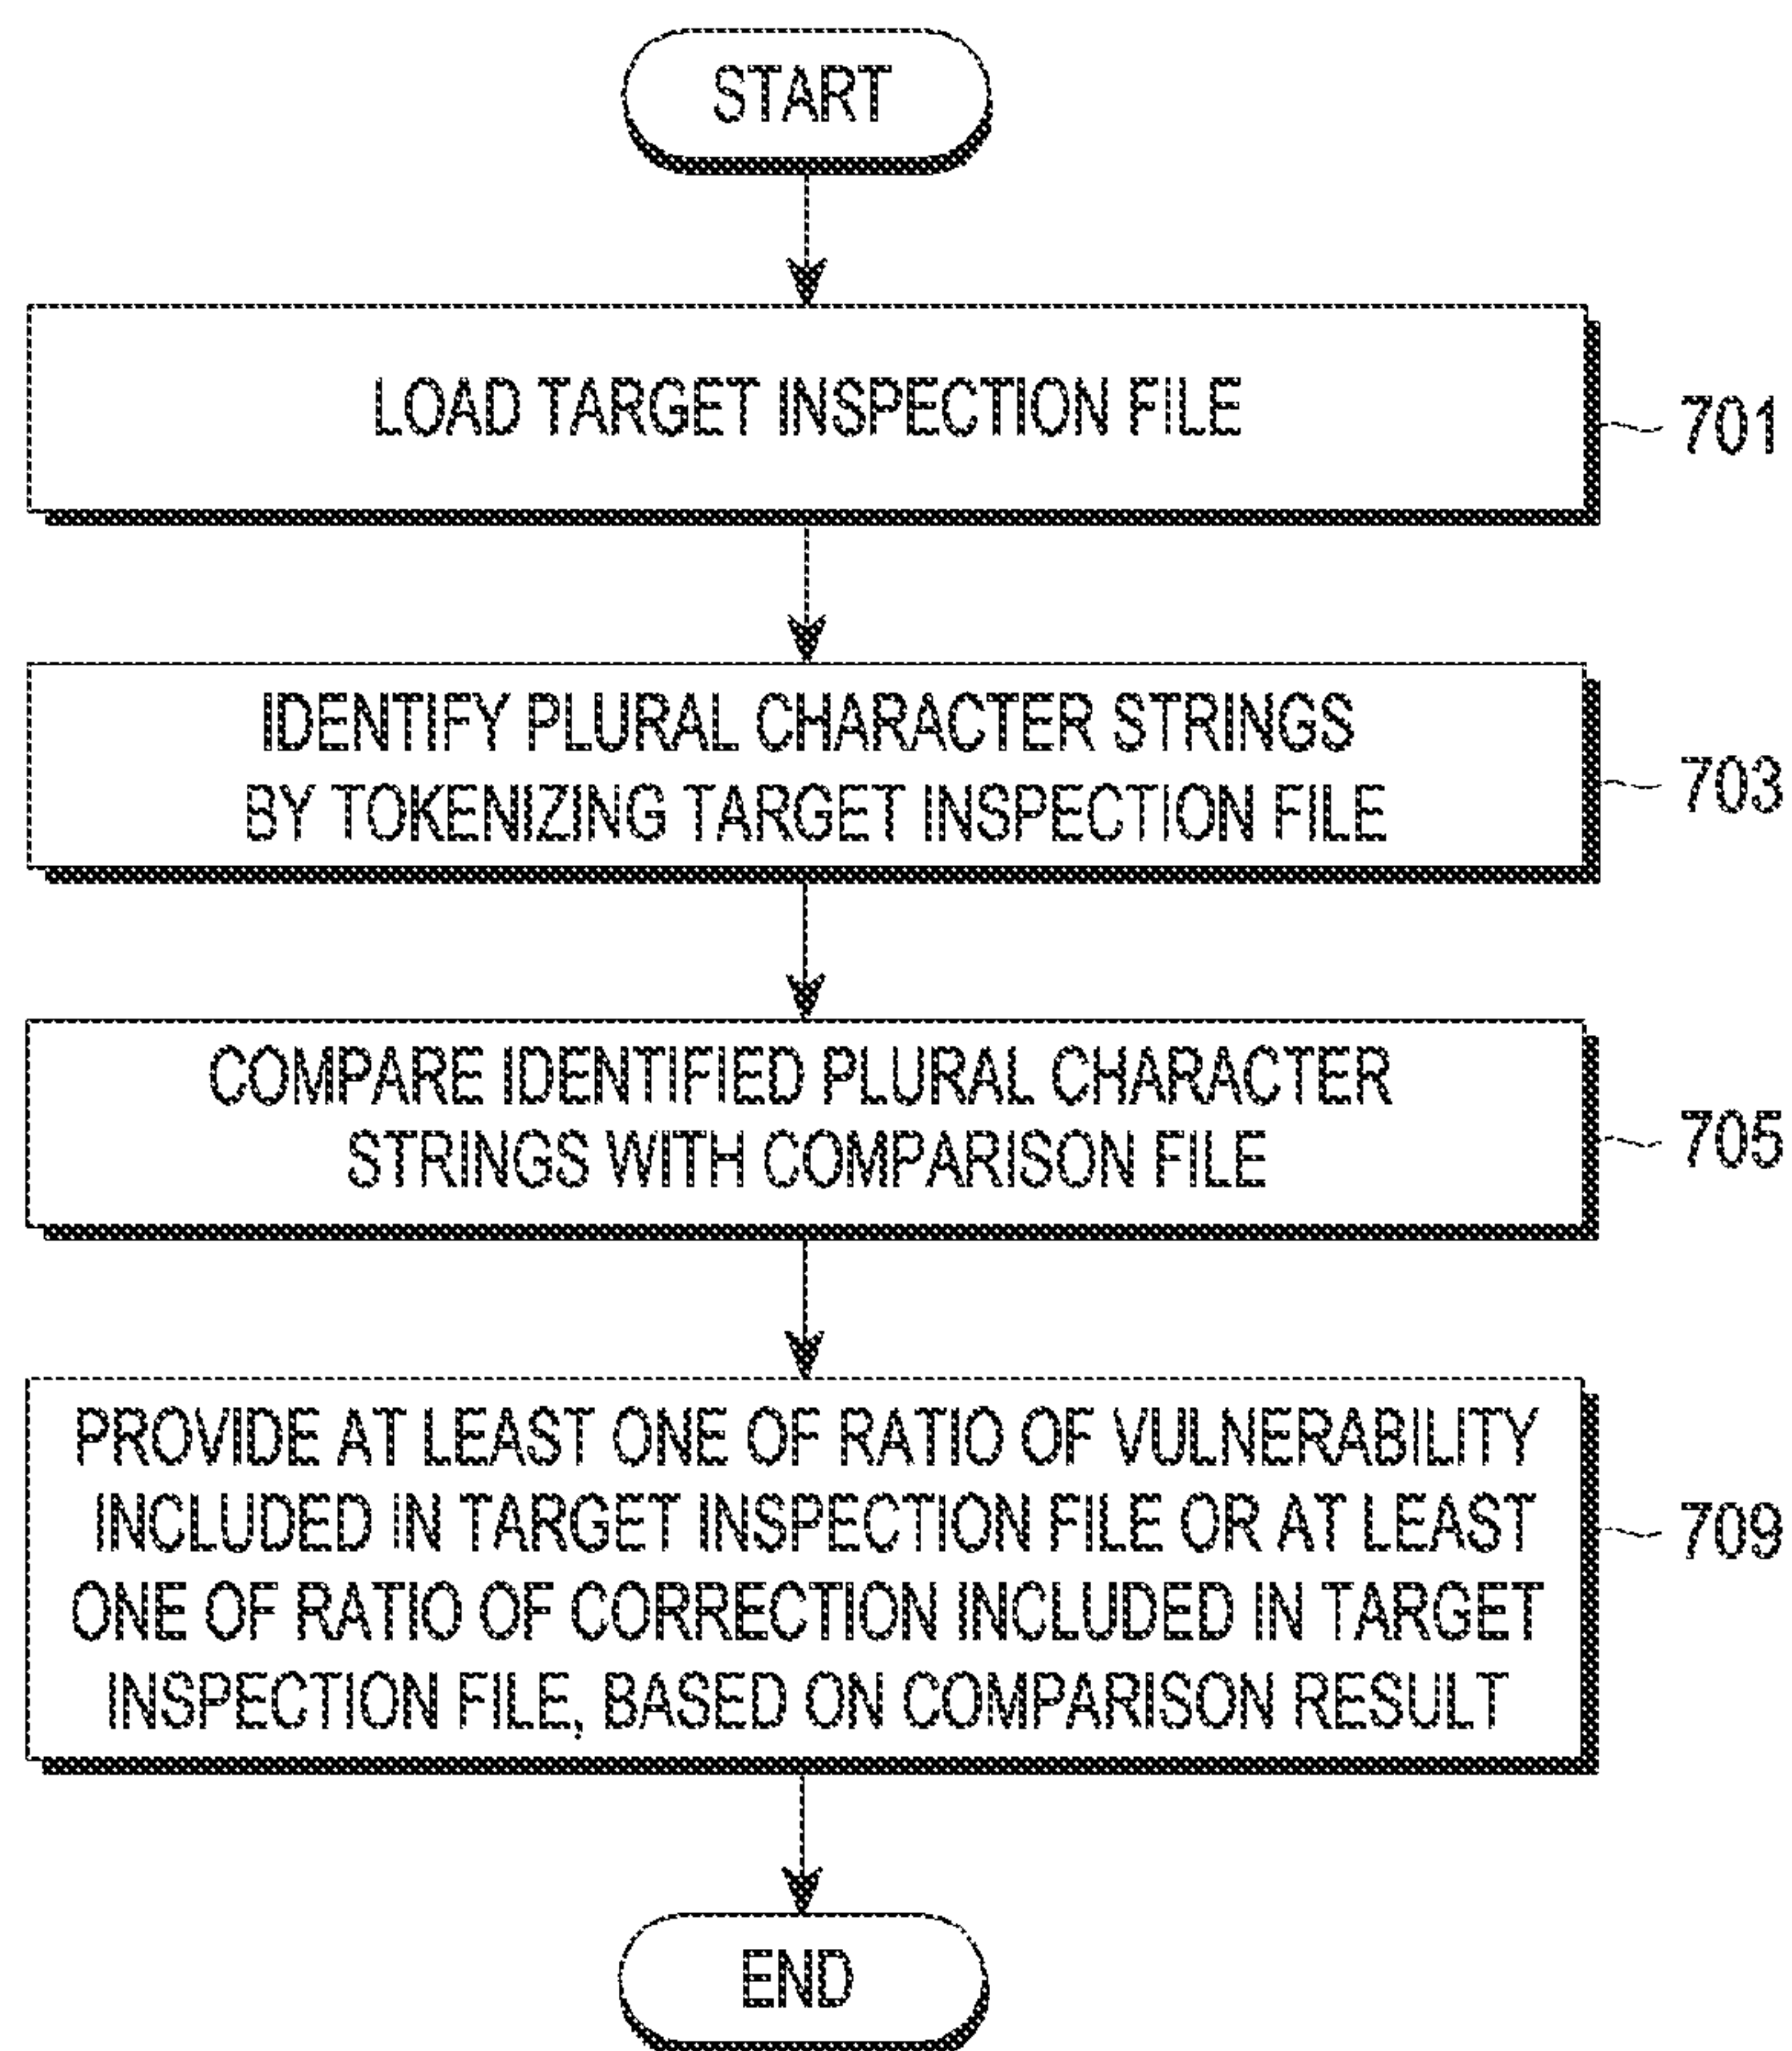 START
LOAD TARGET INSPECTION FILE
701
IDENTIFY PLURAL CHARACTER STRINGS
BY TOKENIZING TARGET INSPECTION FILE
703
COMPARE IDENTIFIED PLURAL CHARACTER
STRINGS WITH COMPARISON FILE
705
PROVIDE AT LEAST ONE OF RATIO OF VULNERABILITY
INCLUDED IN TARGET INSPECTION FILE OR AT LEAST
ONE OF RATIO OF CORRECTION INCLUDED IN TARGET
INSPECTION FILE, BASED ON COMPARISON RESULT
709
END